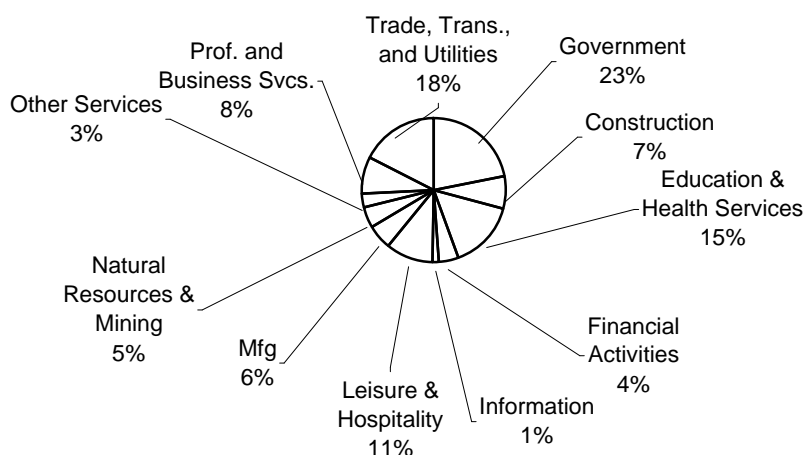 Trade, Trans.,
and Utilities
18%
Government
23%
Construction
7%
Education &
Health Services
15%
Financial
Activities
4%
Information
1%
Leisure &
Hospitality
11%
Mfg
6%
Natural
Resources &
Mining
5%
Other Services
3%
Prof. and
Business Svcs.
8%